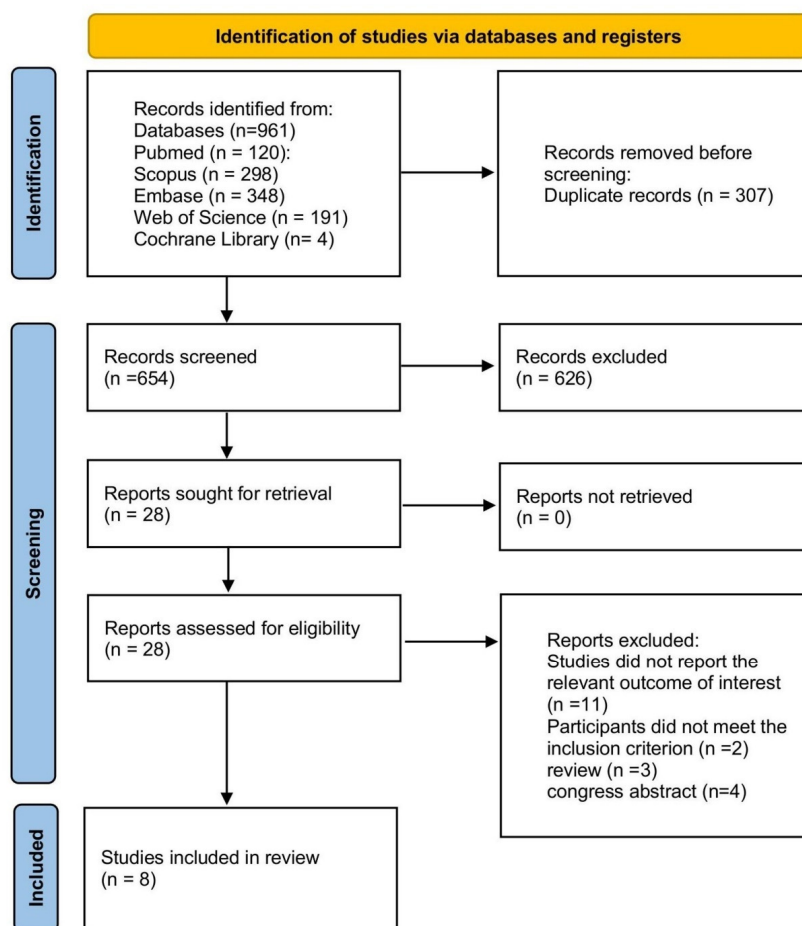 Identification of studies via databases and registers
Identification
Records identified from:
Databases (n=961)
Pubmed (n = 120):
Scopus (n = 298)
Embase (n = 348)
Web of Science (n = 191)
Cochrane Library (n= 4)
Records removed before
screening:
Duplicate records (n = 307)
Screening
Records screened
(n =654)
Records excluded
(n = 626)
Reports sought for retrieval
(n = 28)
Reports not retrieved
(n = 0)
Reports assessed for eligibility
(n = 28)
Reports excluded:
Studies did not report the
relevant outcome of interest
(n =11)
Participants did not meet the
inclusion criterion (n =2)
review (n =3)
congress abstract (n=4)
Included
Studies included in review
(n = 8)